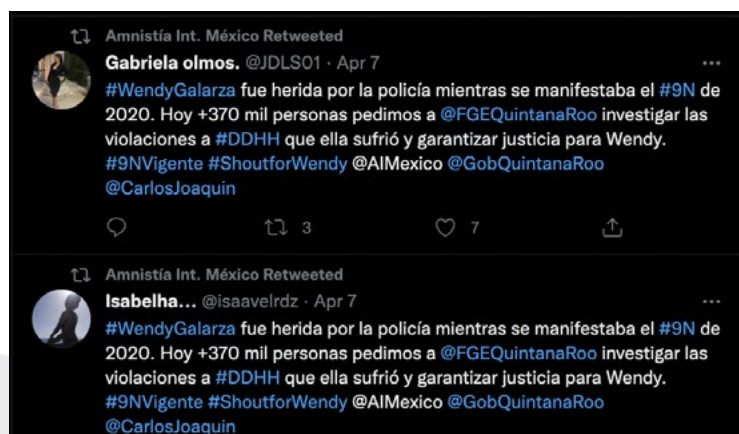 Amnistía Int. México Retweeted
Gabriela olmos. @JDLS01 · Apr 7
#WendyGalarza fue herida por la policía mientras se manifestaba el #9N de
2020. Hoy +370 mil personas pedimos a @FGEQuintanaRoo investigar las
violaciones a #DDHH que ella sufrió y garantizar justicia para Wendy.
#9NVigente #ShoutforWendy @AIMexico @GobQuintanaRoo
@CarlosJoaquin
3 7
Amnistía Int. México Retweeted
Isabelha... @isaavelrdz · Apr 7
#WendyGalarza fue herida por la policía mientras se manifestaba el #9N de
2020. Hoy +370 mil personas pedimos a @FGEQuintanaRoo investigar las
violaciones a #DDHH que ella sufrió y garantizar justicia para Wendy.
#9NVigente #ShoutforWendy @AIMexico @GobQuintanaRoo
@CarlosJoaquin